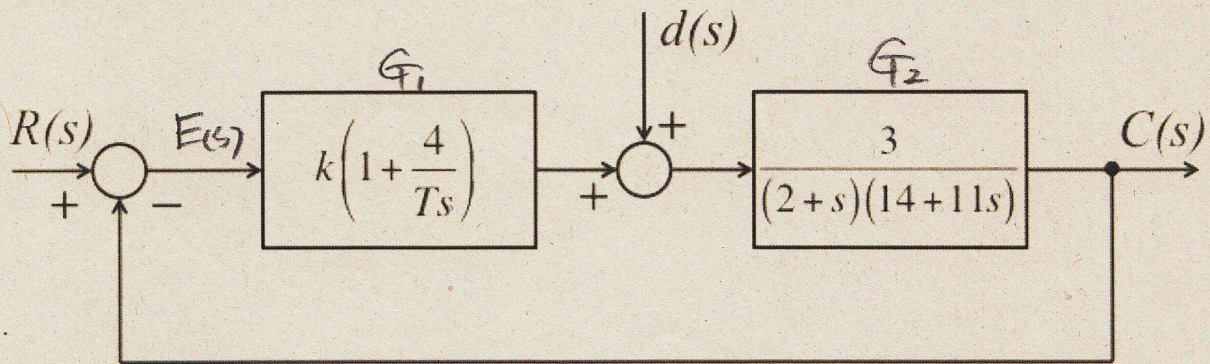 d(s)
G₁
G₂
R(s)
E(s)
k(1+4/Ts)
+
3/((2+s)(14+11s))
C(s)
+
−
+